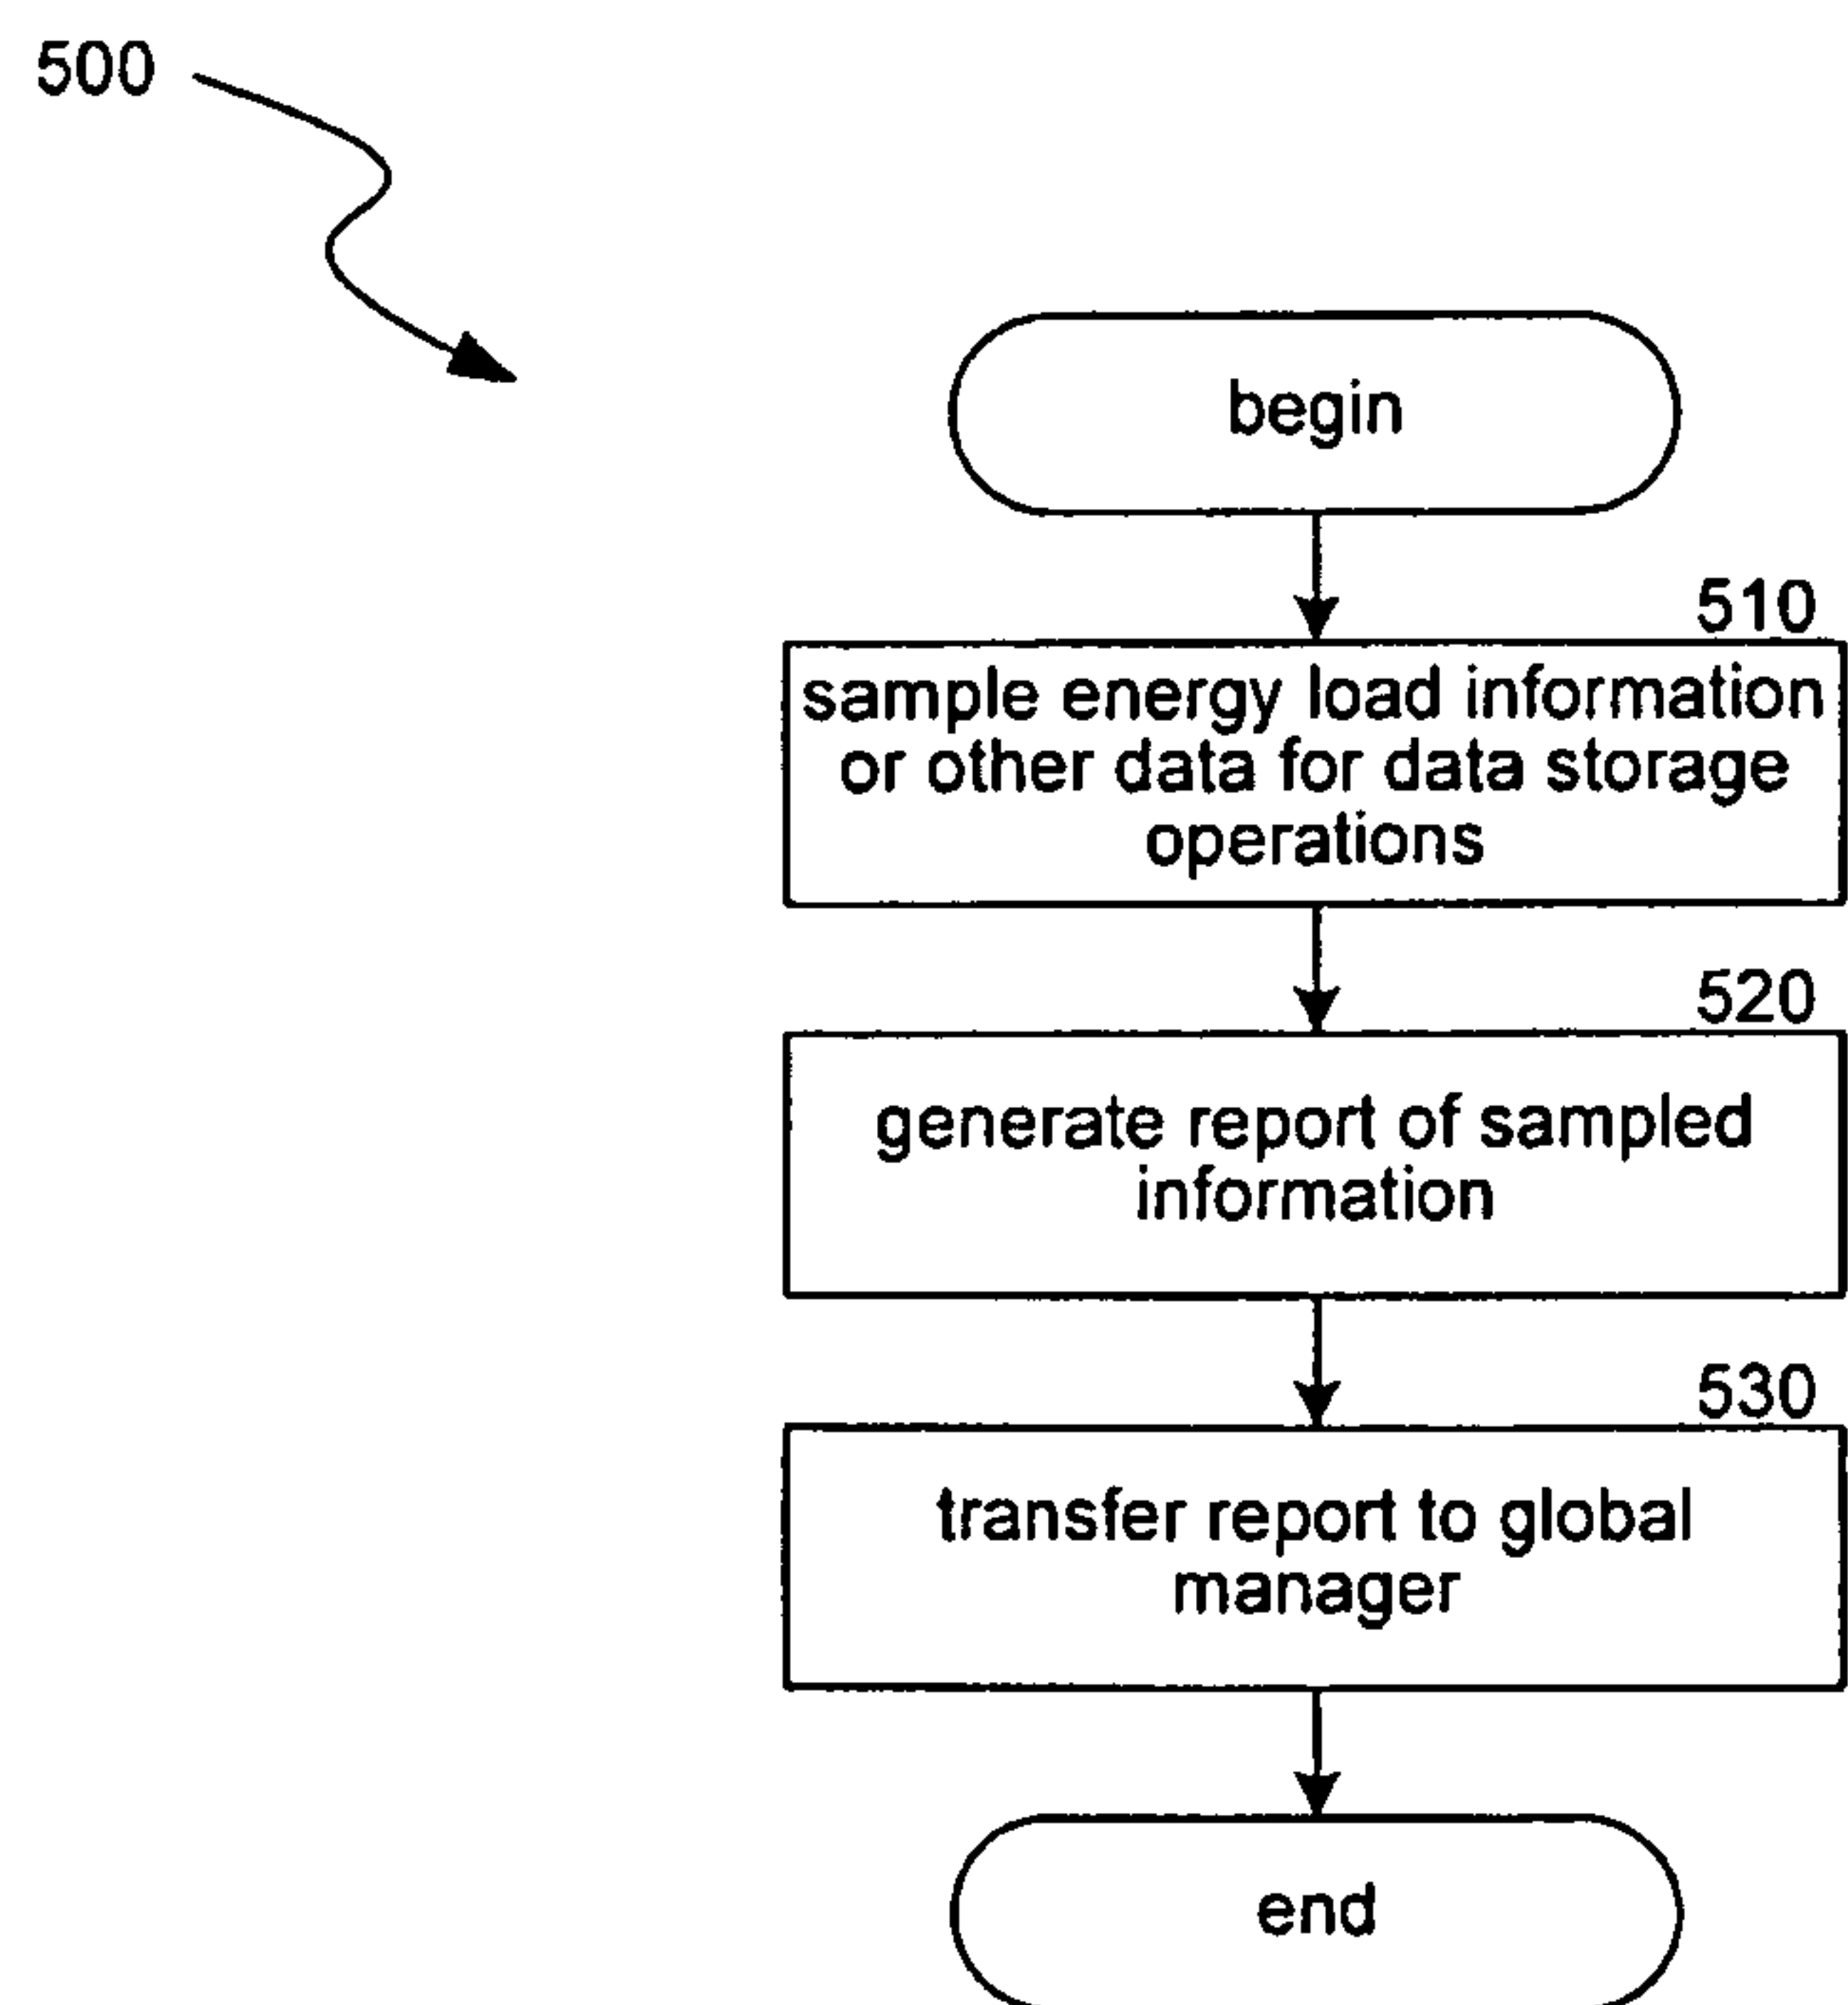 500
begin
510
sample energy load information
or other data for data storage
operations
520
generate report of sampled
information
530
transfer report to global
manager
end